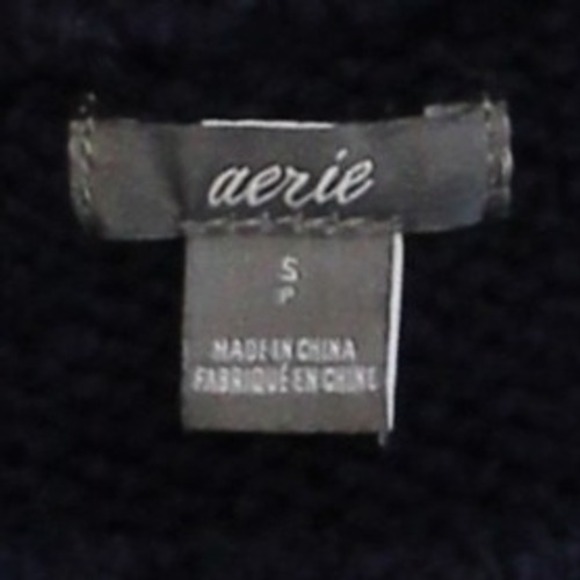 aerie
S
P
MADE IN CHINA
FABRIQUÉ EN CHINE